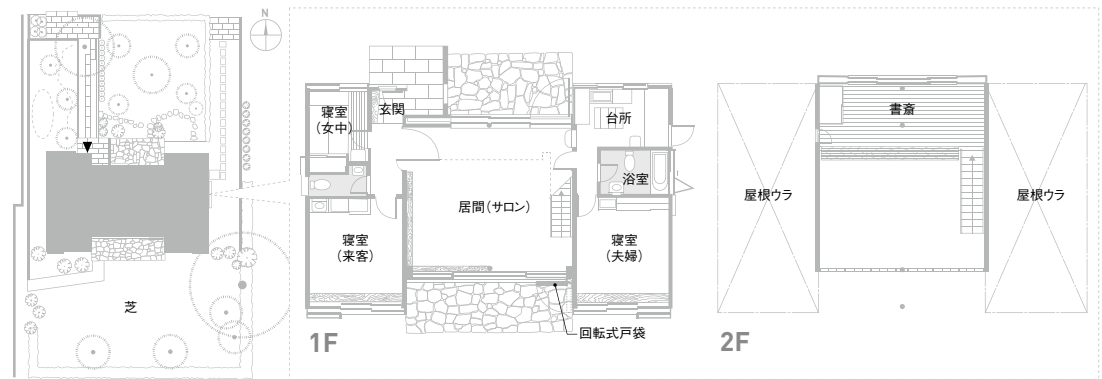 N
芝
寝室
（女中）
玄関
台所
浴室
居間（サロン）
寝室
（来客）
寝室
（夫婦）
回転式戸袋
1F
書斎
屋根ウラ
屋根ウラ
2F